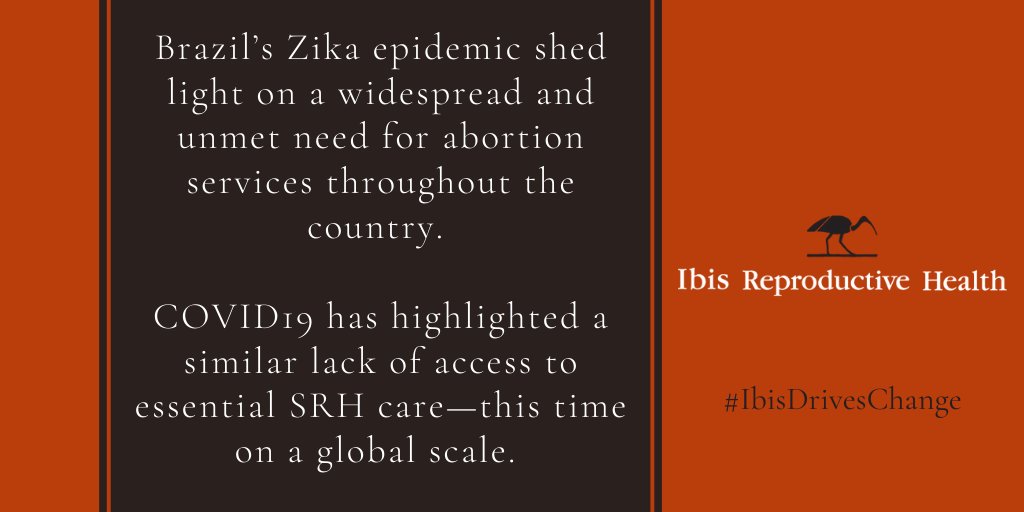 Brazil’s Zika epidemic shed
light on a widespread and
unmet need for abortion
services throughout the
country.
COVID19 has highlighted a
similar lack of access to
essential SRH care—this time
on a global scale.
Ibis Reproductive Health
#IbisDrivesChange